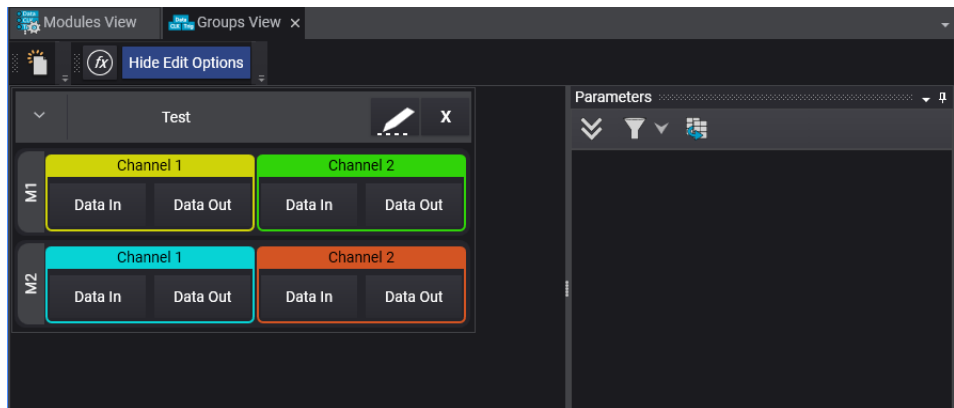 Modules View
Groups View ×
fx
Hide Edit Options
Parameters
Test
X
M1
Channel 1
Channel 2
Data In
Data Out
Data In
Data Out
M2
Channel 1
Channel 2
Data In
Data Out
Data In
Data Out